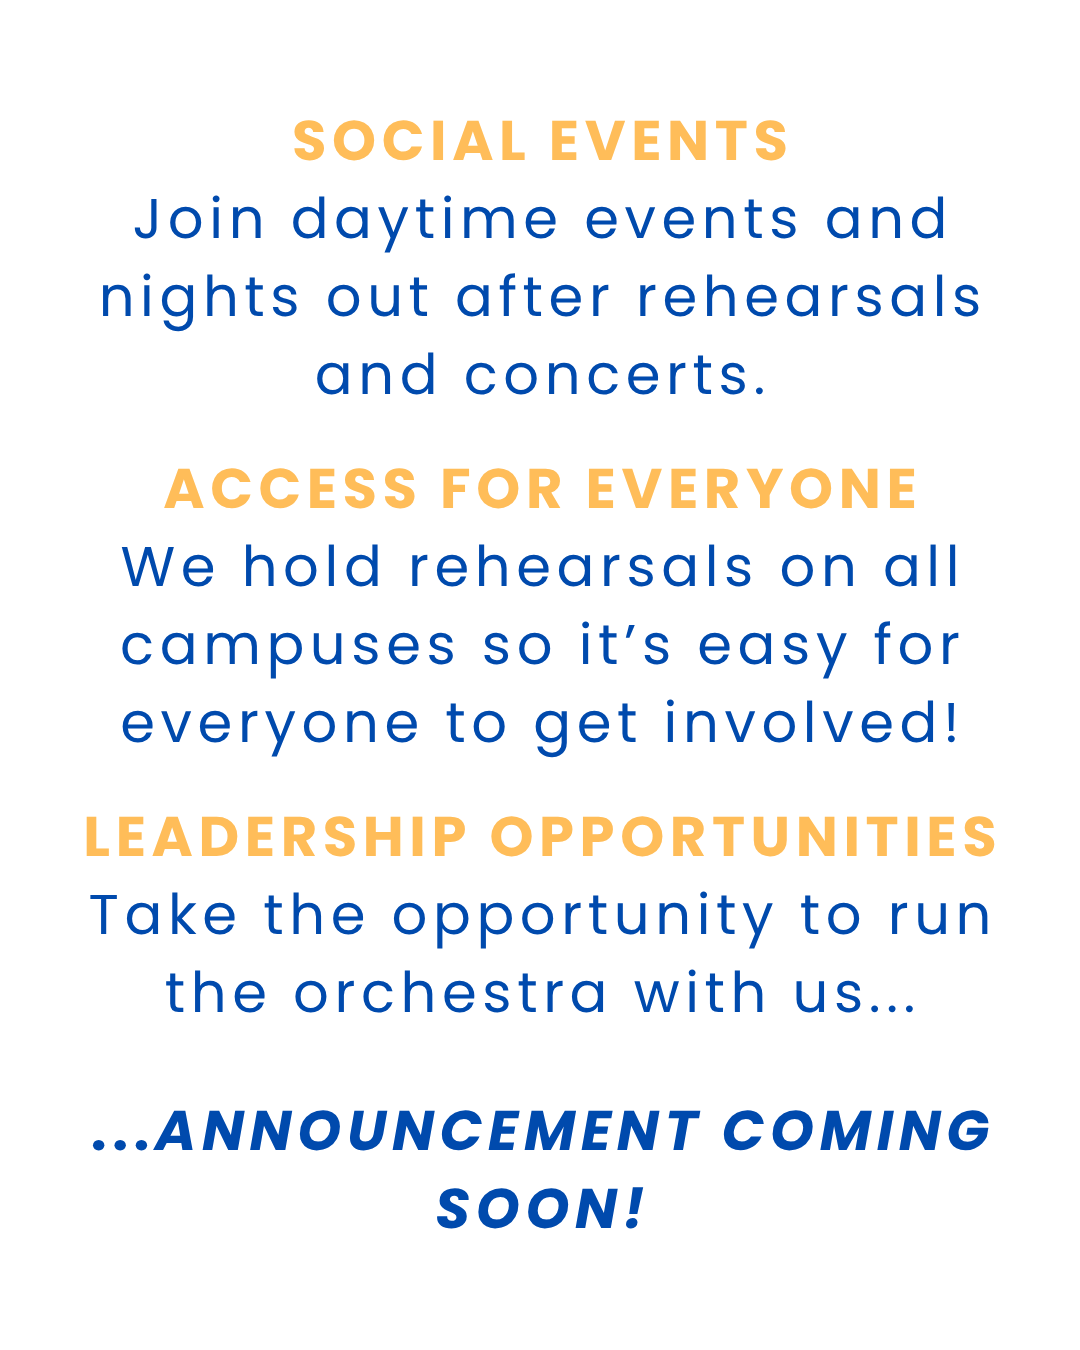 SOCIAL EVENTS
Join daytime events and
nights out after rehearsals
and concerts.
ACCESS FOR EVERYONE
We hold rehearsals on all
campuses so it’s easy for
everyone to get involved!
LEADERSHIP OPPORTUNITIES
Take the opportunity to run
the orchestra with us...
...ANNOUNCEMENT COMING
SOON!